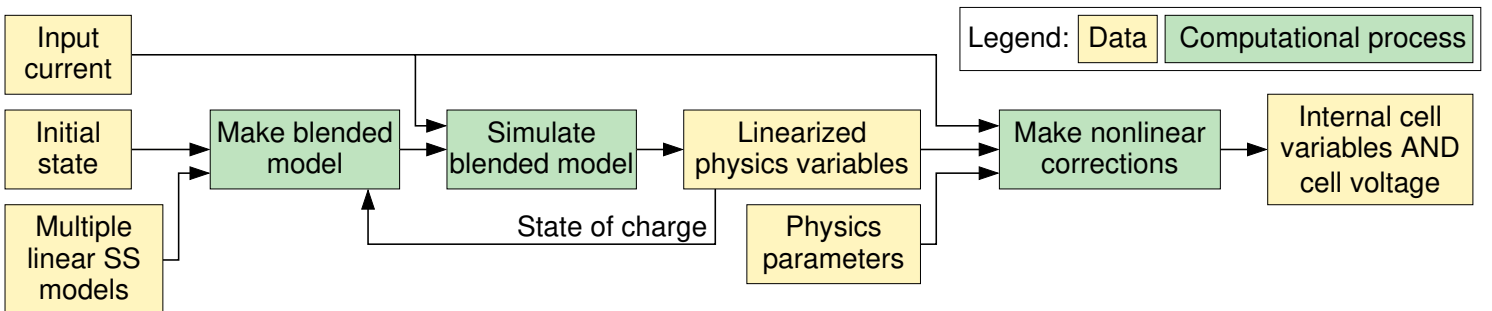 Input
current
Legend: Data Computational process
Initial
state
Make blended
model
Simulate
blended model
Linearized
physics variables
Make nonlinear
corrections
Internal cell
variables AND
cell voltage
Multiple
linear SS
models
State of charge
Physics
parameters